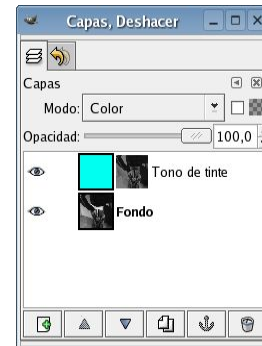 Capas, Deshacer
Capas
Modo: Color
Opacidad: 100,0
Tono de tinte
Fondo